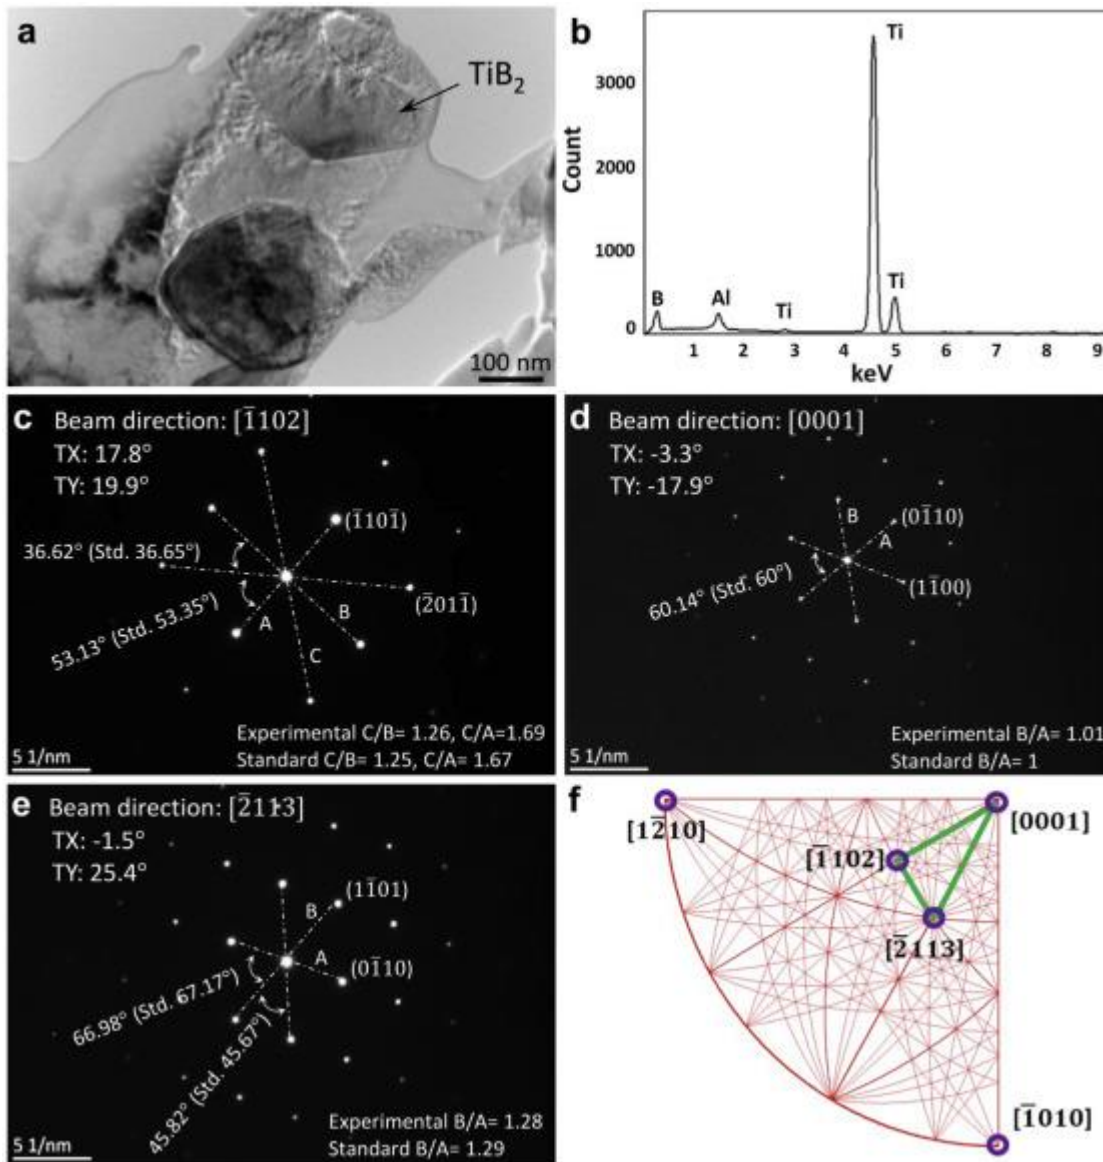 a
TiB₂
100 nm
b
Count
3000
2000
1000
0
B
Al
Ti
Ti
Ti
1 2 3 4 5 6 7 8 9
keV
c
Beam direction: [1̅102]
TX: 17.8°
TY: 19.9°
36.62° (Std. 36.65°)
53.13° (Std. 53.35°)
(1̅101̅)
(2̅011̅)
A
B
C
Experimental C/B= 1.26, C/A=1.69
Standard C/B= 1.25, C/A= 1.67
5 1/nm
d
Beam direction: [0001]
TX: -3.3°
TY: -17.9°
B
A
(01̅10)
(11̅00)
60.14° (Std. 60°)
Experimental B/A= 1.01
Standard B/A= 1
5 1/nm
e
Beam direction: [2̅113]
TX: -1.5°
TY: 25.4°
(11̅01)
B
A
(01̅10)
66.98° (Std. 67.17°)
45.82° (Std. 45.67°)
Experimental B/A= 1.28
Standard B/A= 1.29
5 1/nm
f
[12̅10]
[0001]
[1̅102]
[2̅113]
[1̅010]